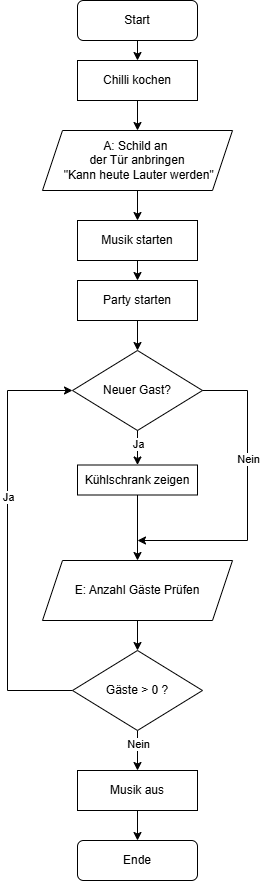 Start
Chilli kochen
A: Schild an
der Tür anbringen
"Kann heute Lauter werden"
Musik starten
Party starten
Neuer Gast?
Ja
Nein
Kühlschrank zeigen
Ja
E: Anzahl Gäste Prüfen
Gäste > 0 ?
Nein
Musik aus
Ende